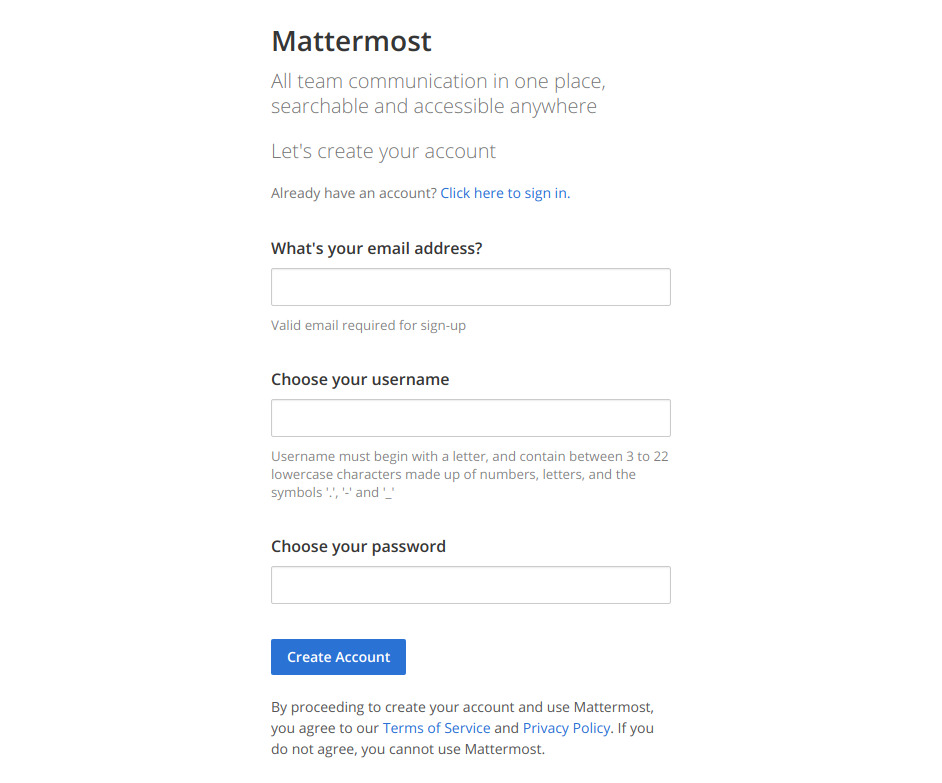 Mattermost
All team communication in one place,
searchable and accessible anywhere
Let's create your account
Already have an account? Click here to sign in.
What's your email address?
Valid email required for sign-up
Choose your username
Username must begin with a letter, and contain between 3 to 22
lowercase characters made up of numbers, letters, and the
symbols '.', '-' and '_'
Choose your password
Create Account
By proceeding to create your account and use Mattermost,
you agree to our Terms of Service and Privacy Policy. If you
do not agree, you cannot use Mattermost.